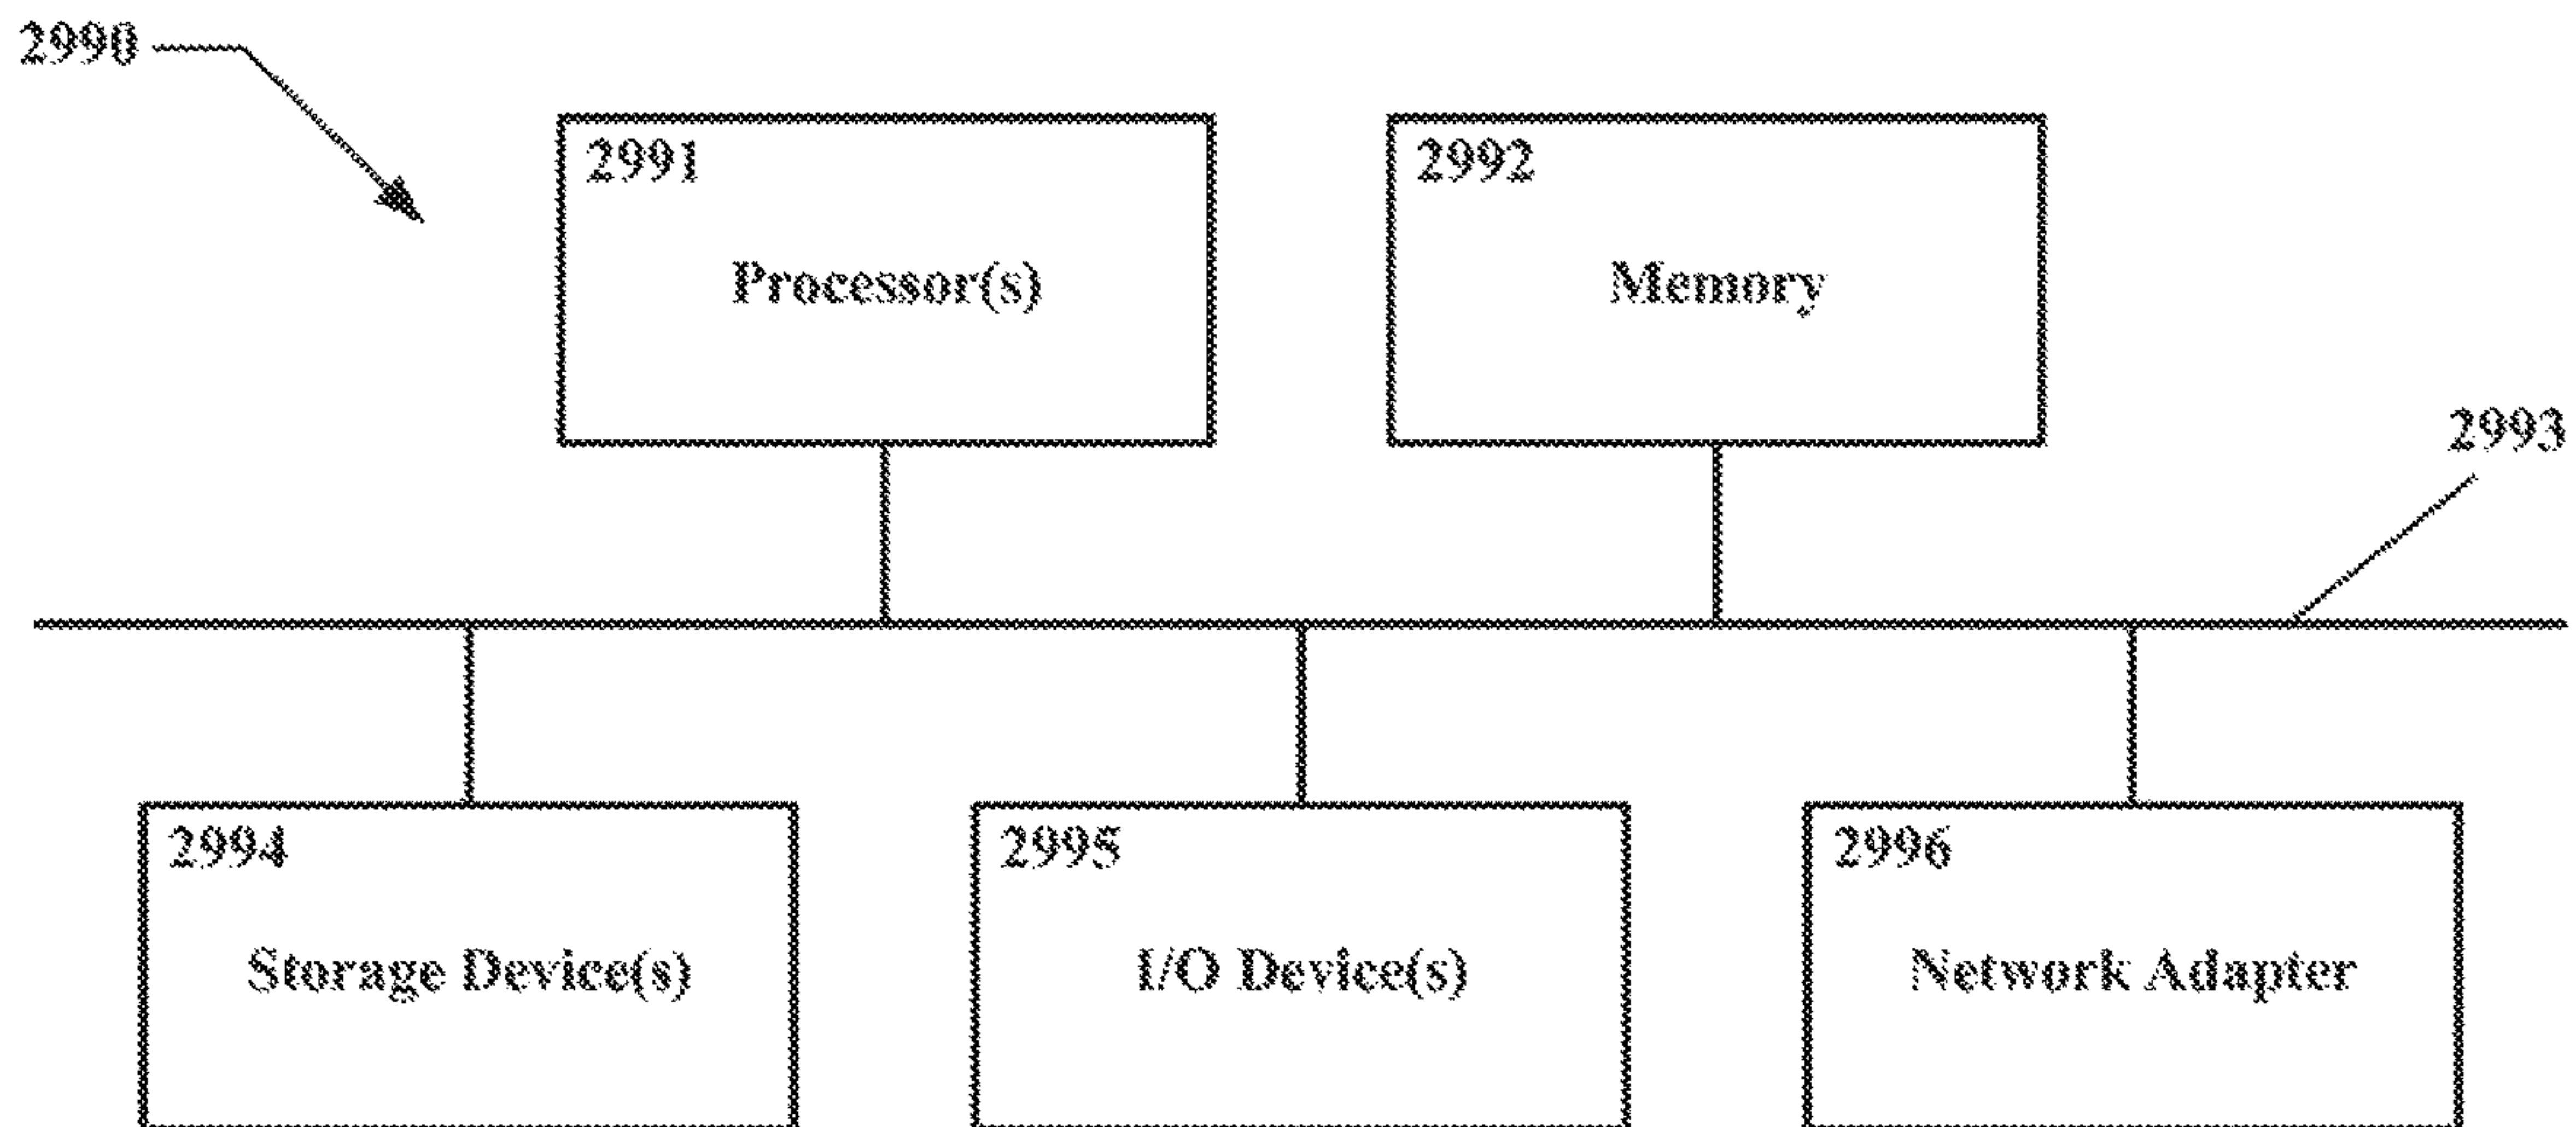 2990
2991
Processor(s)
2992
Memory
2993
2994
Storage Device(s)
2995
I/O Device(s)
2996
Network Adapter